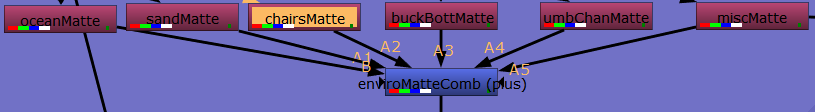 oceanMatte
sandMatte
chairsMatte
buckBottMatte
umbChanMatte
miscMatte
A1
A2
A3
A4
A5
B
enviroMatteComb (plus)